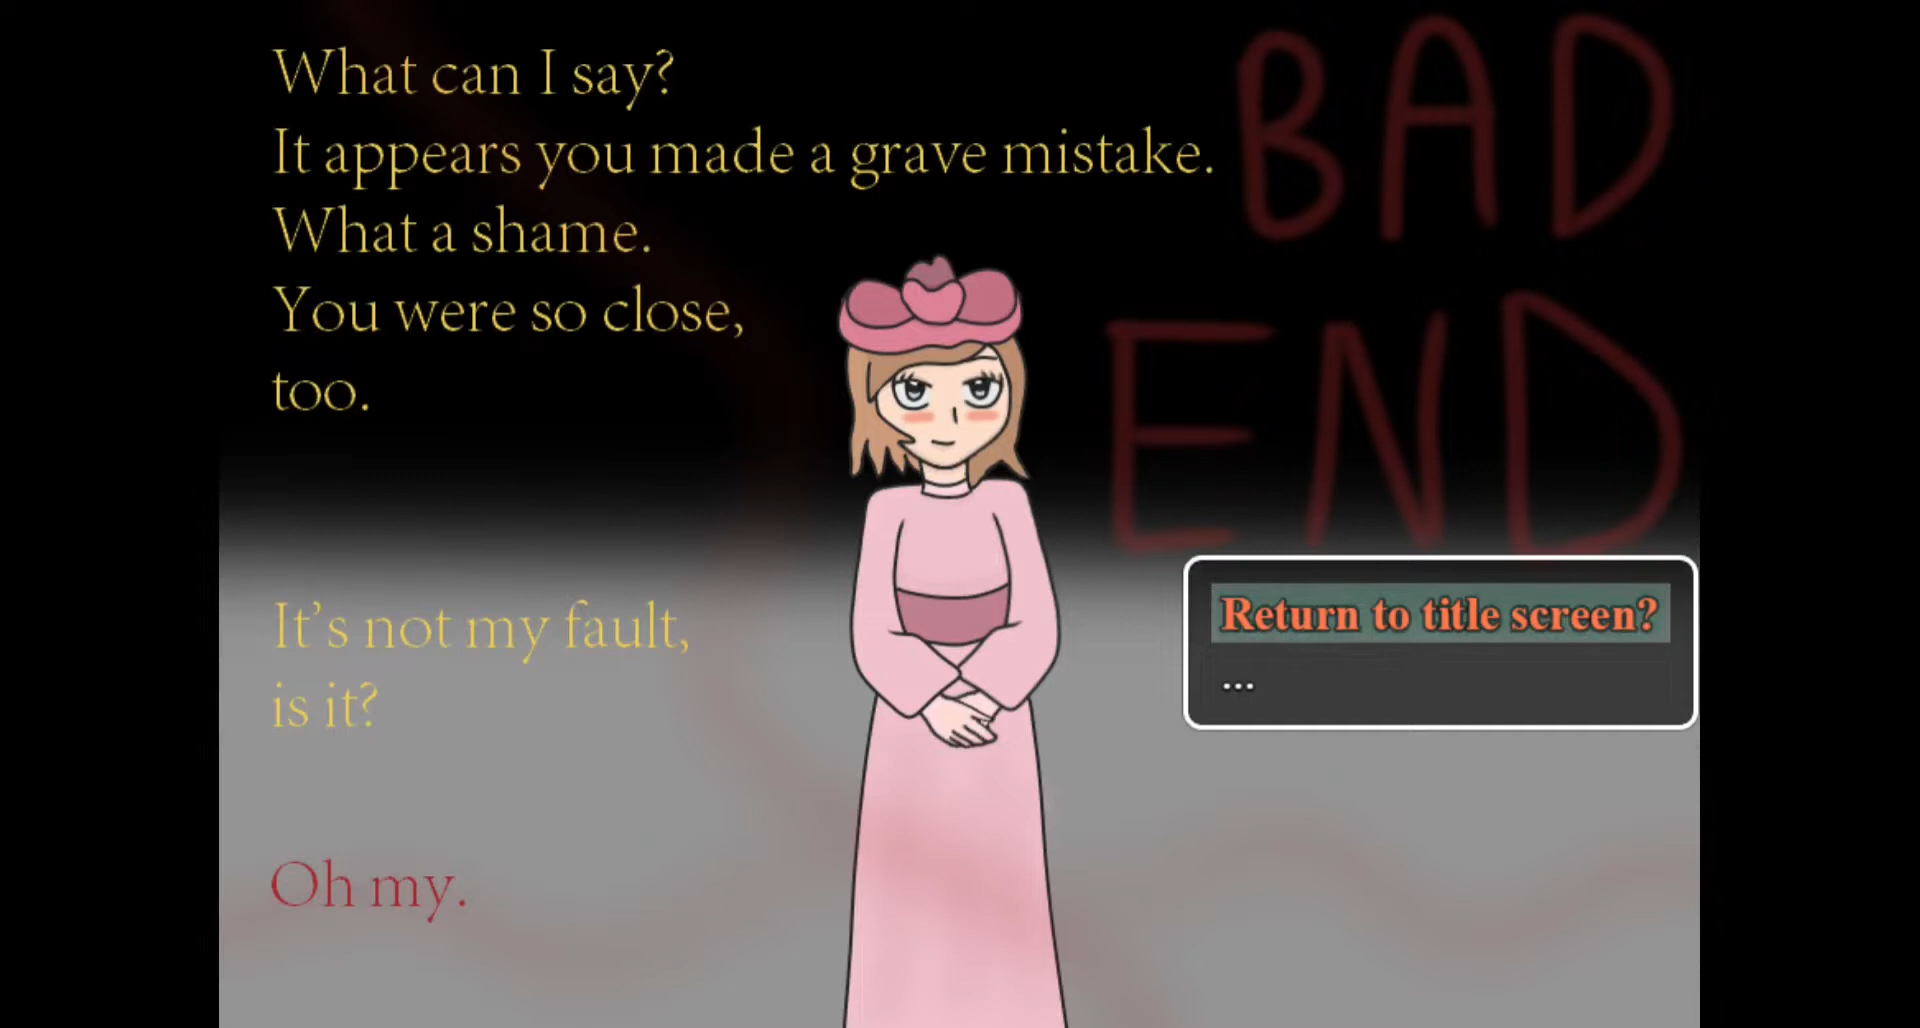 What can I say?
It appears you made a grave mistake.
What a shame.
You were so close,
too.
It's not my fault,
is it?
Oh my.
BAD
END
Return to title screen?
...